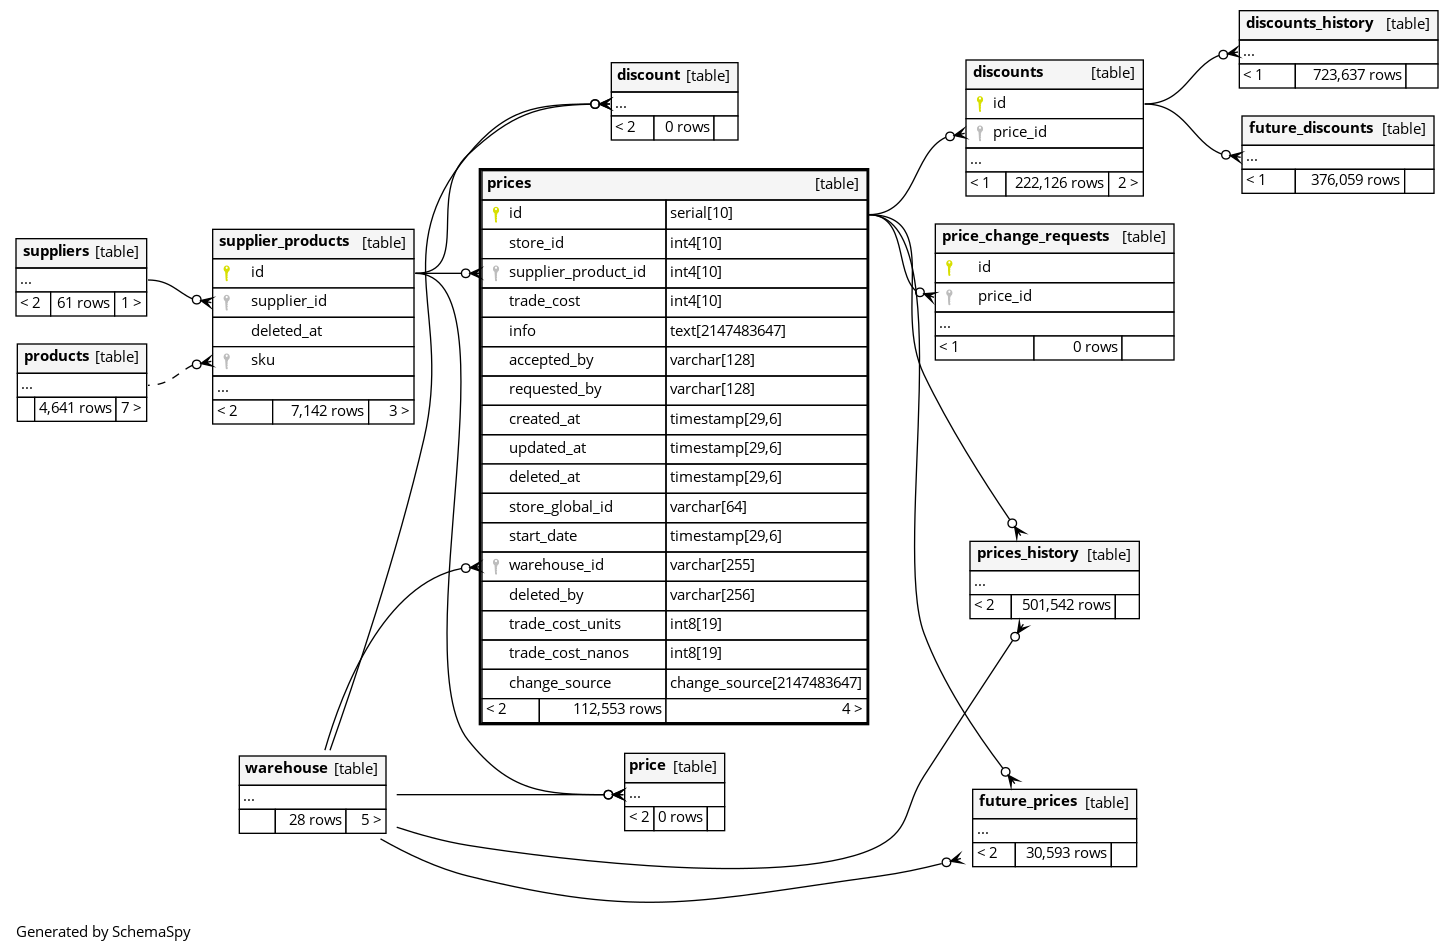 discounts_history [table]
...
< 1 723,637 rows
discount [table]
...
< 2 0 rows
discounts [table]
id
price_id
...
< 1 222,126 rows 2 >
future_discounts [table]
...
< 1 376,059 rows
prices [table]
id serial[10]
store_id int4[10]
supplier_product_id int4[10]
trade_cost int4[10]
info text[2147483647]
accepted_by varchar[128]
requested_by varchar[128]
created_at timestamp[29,6]
updated_at timestamp[29,6]
deleted_at timestamp[29,6]
store_global_id varchar[64]
start_date timestamp[29,6]
warehouse_id varchar[255]
deleted_by varchar[256]
trade_cost_units int8[19]
trade_cost_nanos int8[19]
change_source change_source[2147483647]
< 2 112,553 rows 4 >
price_change_requests [table]
id
price_id
...
< 1 0 rows
supplier_products [table]
id
supplier_id
deleted_at
sku
...
< 2 7,142 rows 3 >
suppliers [table]
...
< 2 61 rows 1 >
products [table]
...
4,641 rows 7 >
prices_history [table]
...
< 2 501,542 rows
warehouse [table]
...
28 rows 5 >
price [table]
...
< 2 0 rows
future_prices [table]
...
< 2 30,593 rows
Generated by SchemaSpy